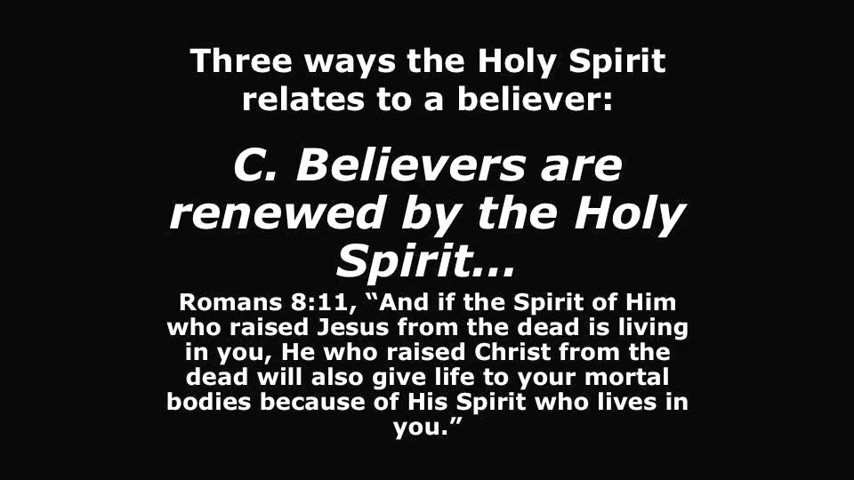 Three ways the Holy Spirit
relates to a believer:
C. Believers are
renewed by the Holy
Spirit...
Romans 8:11, “And if the Spirit of Him
who raised Jesus from the dead is living
in you, He who raised Christ from the
dead will also give life to your mortal
bodies because of His Spirit who lives in
you.”